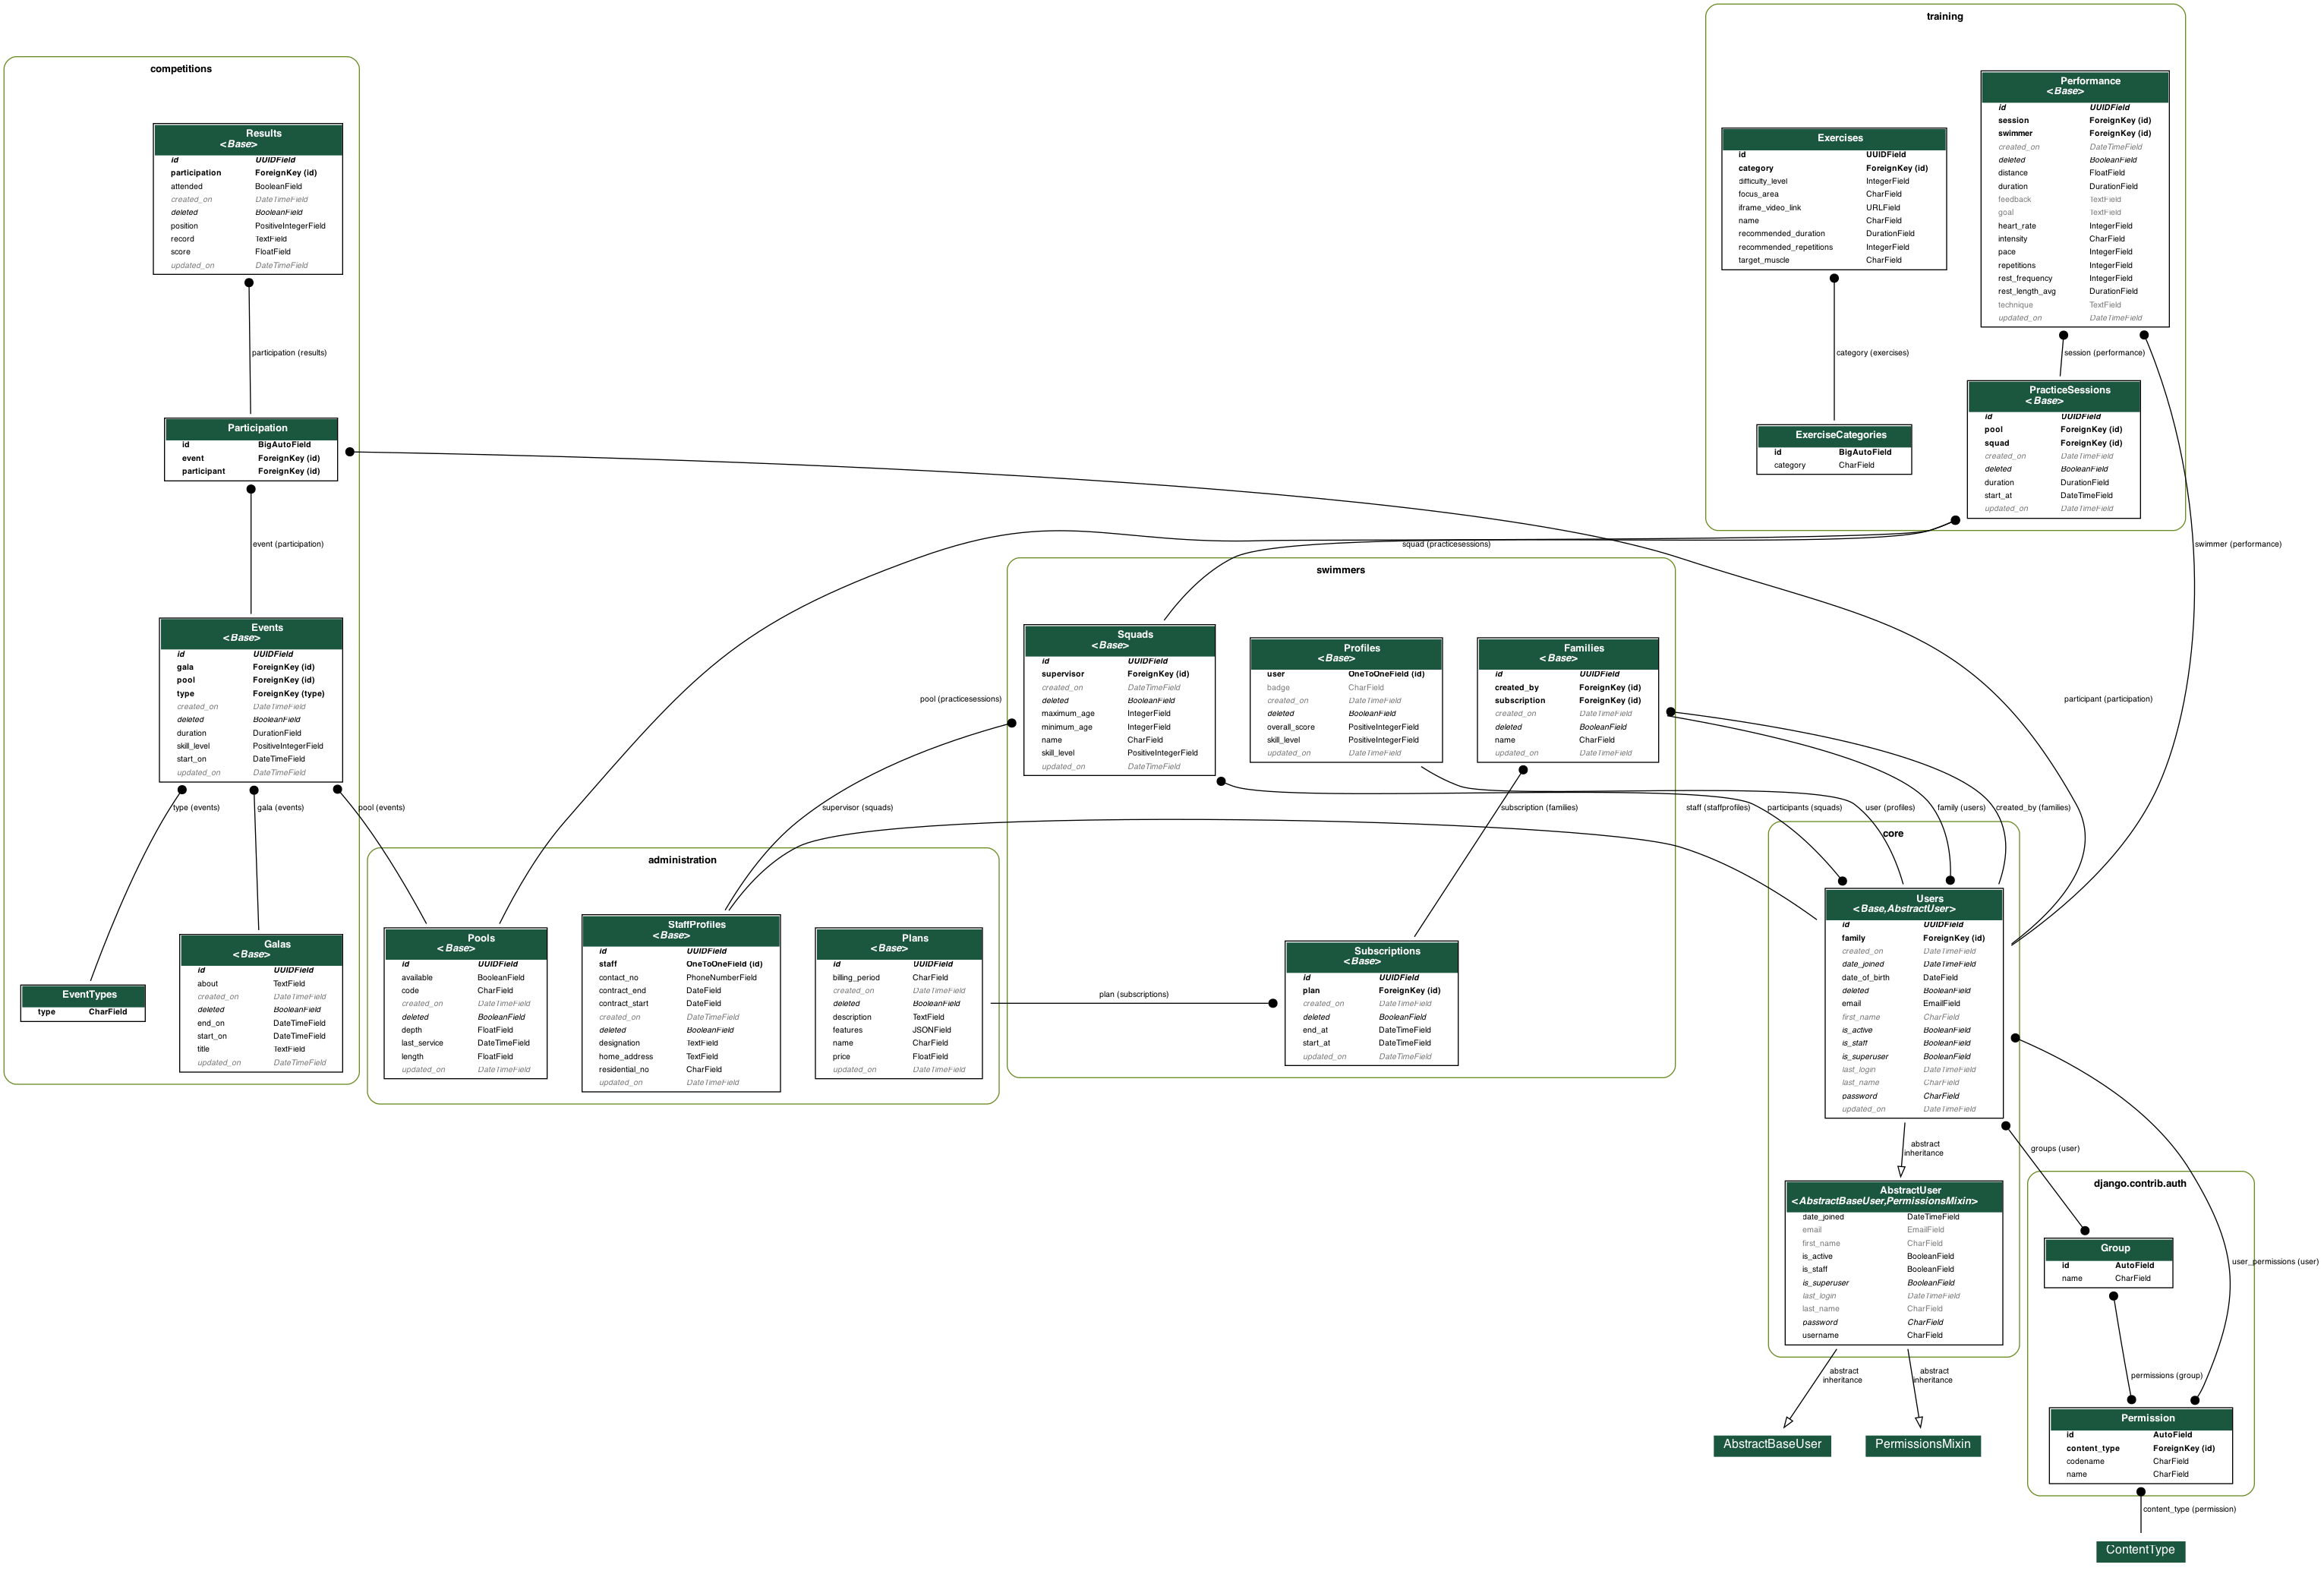 competitions
Results
<Base>
id UUIDField
participation ForeignKey (id)
attended BooleanField
created_on DateTimeField
deleted BooleanField
position PositiveIntegerField
record TextField
score FloatField
updated_on DateTimeField
participation (results)
Participation
id BigAutoField
event ForeignKey (id)
participant ForeignKey (id)
event (participation)
Events
<Base>
id UUIDField
gala ForeignKey (id)
pool ForeignKey (id)
type ForeignKey (type)
created_on DateTimeField
deleted BooleanField
duration DurationField
skill_level PositiveIntegerField
start_on DateTimeField
updated_on DateTimeField
type (events)
gala (events)
pool (events)
EventTypes
type CharField
Galas
<Base>
id UUIDField
about TextField
created_on DateTimeField
deleted BooleanField
end_on DateTimeField
start_on DateTimeField
title TextField
updated_on DateTimeField
administration
Pools
<Base>
id UUIDField
available BooleanField
code CharField
created_on DateTimeField
deleted BooleanField
depth FloatField
last_service DateTimeField
length FloatField
updated_on DateTimeField
StaffProfiles
<Base>
id UUIDField
staff OneToOneField (id)
contact_no PhoneNumberField
contract_end DateField
contract_start DateField
created_on DateTimeField
deleted BooleanField
designation TextField
home_address TextField
residential_no CharField
updated_on DateTimeField
Plans
<Base>
id UUIDField
billing_period CharField
created_on DateTimeField
deleted BooleanField
description TextField
features JSONField
name CharField
price FloatField
updated_on DateTimeField
plan (subscriptions)
pool (practicesessions)
supervisor (squads)
squad (practicesessions)
swimmers
Squads
<Base>
id UUIDField
supervisor ForeignKey (id)
created_on DateTimeField
deleted BooleanField
maximum_age IntegerField
minimum_age IntegerField
name CharField
skill_level PositiveIntegerField
updated_on DateTimeField
Profiles
<Base>
user OneToOneField (id)
badge CharField
created_on DateTimeField
deleted BooleanField
overall_score PositiveIntegerField
skill_level PositiveIntegerField
updated_on DateTimeField
Families
<Base>
id UUIDField
created_by ForeignKey (id)
subscription ForeignKey (id)
created_on DateTimeField
deleted BooleanField
name CharField
updated_on DateTimeField
subscription (families)
Subscriptions
<Base>
id UUIDField
plan ForeignKey (id)
created_on DateTimeField
deleted BooleanField
end_at DateTimeField
start_at DateTimeField
updated_on DateTimeField
training
Exercises
id UUIDField
category ForeignKey (id)
difficulty_level IntegerField
focus_area CharField
iframe_video_link URLField
name CharField
recommended_duration DurationField
recommended_repetitions IntegerField
target_muscle CharField
category (exercises)
ExerciseCategories
id BigAutoField
category CharField
Performance
<Base>
id UUIDField
session ForeignKey (id)
swimmer ForeignKey (id)
created_on DateTimeField
deleted BooleanField
distance FloatField
duration DurationField
feedback TextField
goal TextField
heart_rate IntegerField
intensity CharField
pace IntegerField
repetitions IntegerField
rest_frequency IntegerField
rest_length_avg DurationField
technique TextField
updated_on DateTimeField
session (performance)
PracticeSessions
<Base>
id UUIDField
pool ForeignKey (id)
squad ForeignKey (id)
created_on DateTimeField
deleted BooleanField
duration DurationField
start_at DateTimeField
updated_on DateTimeField
swimmer (performance)
participant (participation)
staff (staffprofiles)
participants (squads)
user (profiles)
family (users)
created_by (families)
core
Users
<Base,AbstractUser>
id UUIDField
family ForeignKey (id)
created_on DateTimeField
date_joined DateTimeField
date_of_birth DateField
deleted BooleanField
email EmailField
first_name CharField
is_active BooleanField
is_staff BooleanField
is_superuser BooleanField
last_login DateTimeField
last_name CharField
password CharField
updated_on DateTimeField
abstract
inheritance
AbstractUser
<AbstractBaseUser,PermissionsMixin>
date_joined DateTimeField
email EmailField
first_name CharField
is_active BooleanField
is_staff BooleanField
is_superuser BooleanField
last_login DateTimeField
last_name CharField
password CharField
username CharField
abstract
inheritance
abstract
inheritance
AbstractBaseUser
PermissionsMixin
groups (user)
django.contrib.auth
Group
id AutoField
name CharField
user_permissions (user)
permissions (group)
Permission
id AutoField
content_type ForeignKey (id)
codename CharField
name CharField
content_type (permission)
ContentType